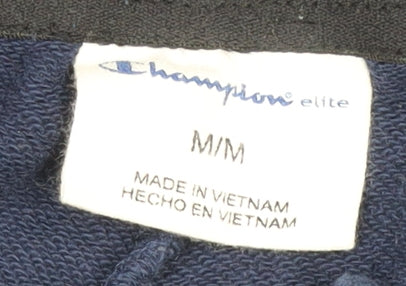 Champion® elite
M/M
MADE IN VIETNAM
HECHO EN VIETNAM